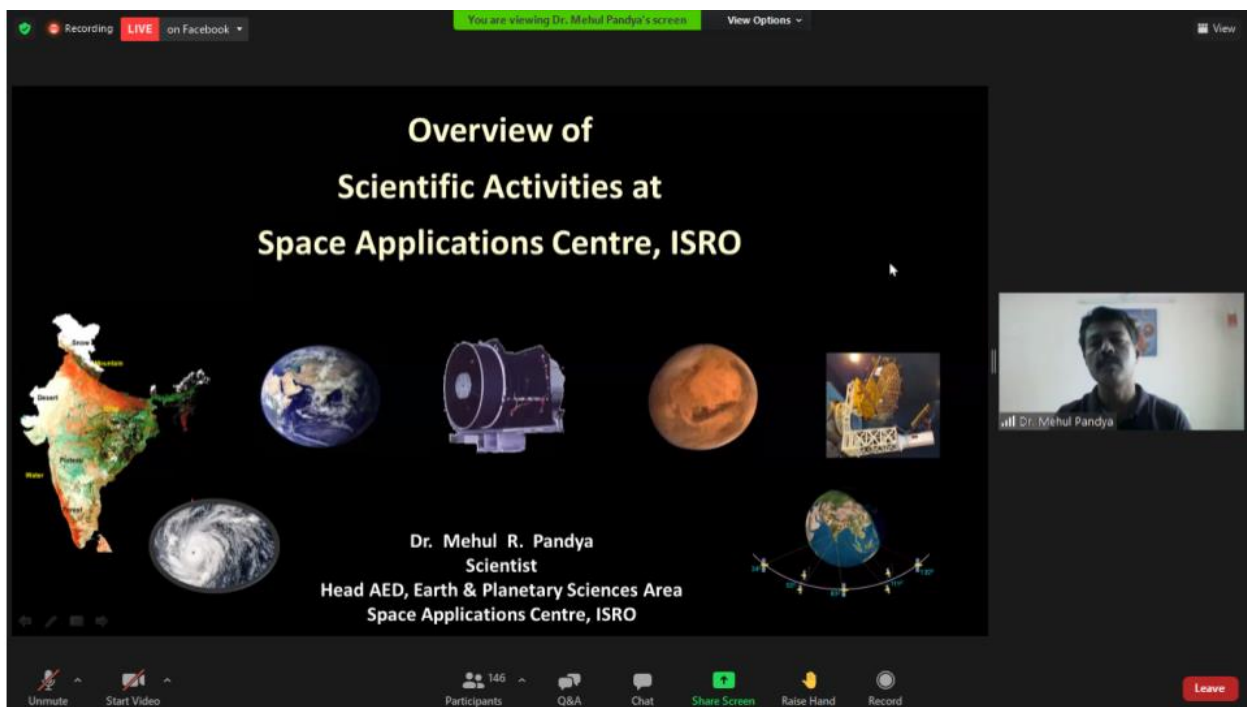 Recording LIVE on Facebook
You are viewing Dr. Mehul Pandya's screen View Options
View
Overview of
Scientific Activities at
Space Applications Centre, ISRO
Snow
Mountain
Desert
Plateau
Water
Forest
Dr. Mehul R. Pandya
Scientist
Head AED, Earth & Planetary Sciences Area
Space Applications Centre, ISRO
Dr. Mehul Pandya
Unmute
Start Video
146
Participants
Q&A
Chat
Share Screen
Raise Hand
Record
Leave